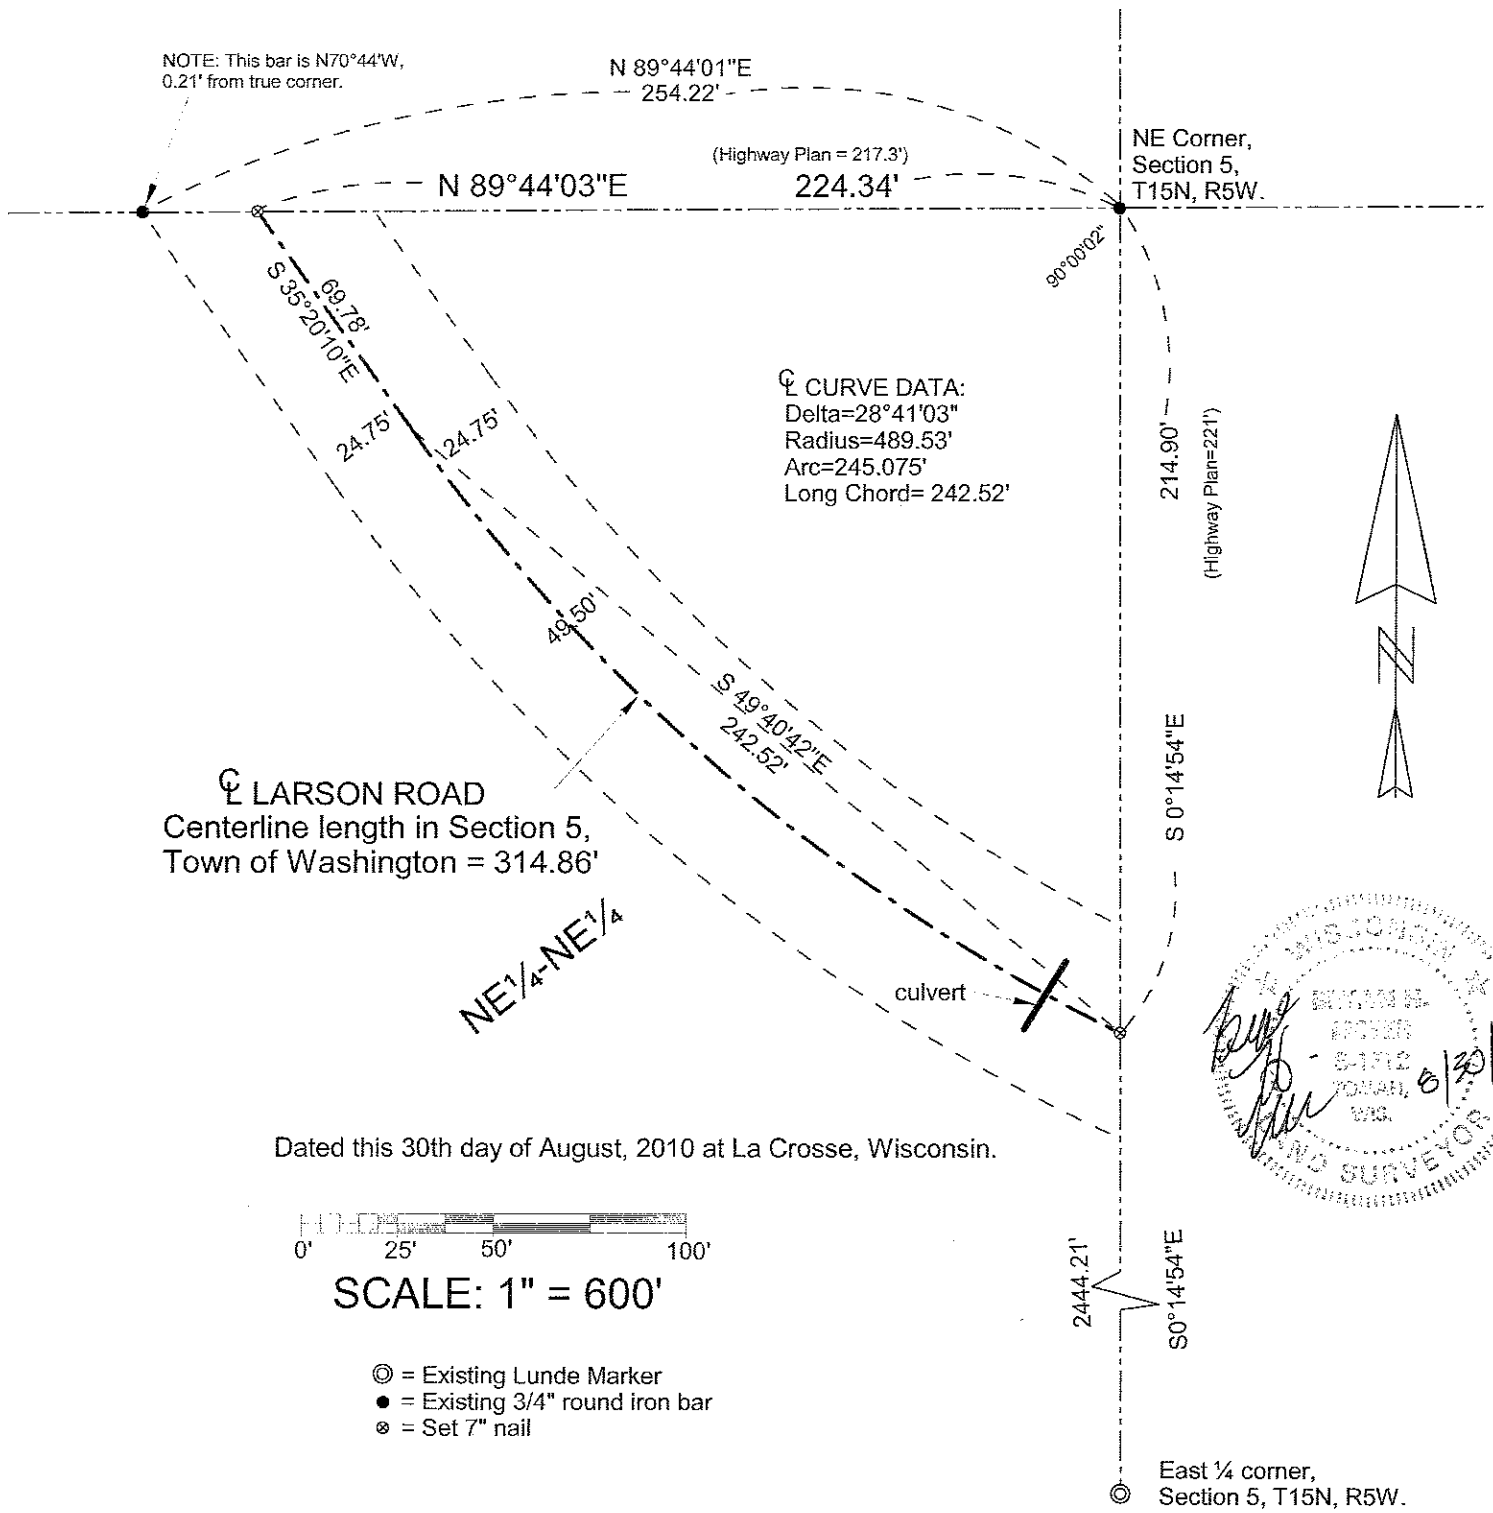 NOTE: This bar is N70°44'W,
0.21' from true corner.
N 89°44'01"E
254.22'
(Highway Plan = 217.3')
N 89°44'03"E
224.34'
NE Corner,
Section 5,
T15N, R5W.
90°00'02"
69.78'
S 35°20'10"E
24.75'
24.75'
℄ CURVE DATA:
Delta=28°41'03"
Radius=489.53'
Arc=245.075'
Long Chord= 242.52'
214.90'
(Highway Plan=221')
N
49.50'
S 49°40'42"E
242.52'
S 0°14'54"E
℄ LARSON ROAD
Centerline length in Section 5,
Town of Washington = 314.86'
NE¼-NE¼
culvert
WISCONSIN
S-1712
TOMAH,
WIS.
SURVEYOR
8/30/
Dated this 30th day of August, 2010 at La Crosse, Wisconsin.
0' 25' 50' 100'
SCALE: 1" = 600'
2444.21'
S0°14'54"E
= Existing Lunde Marker
= Existing 3/4" round iron bar
= Set 7" nail
East ¼ corner,
Section 5, T15N, R5W.